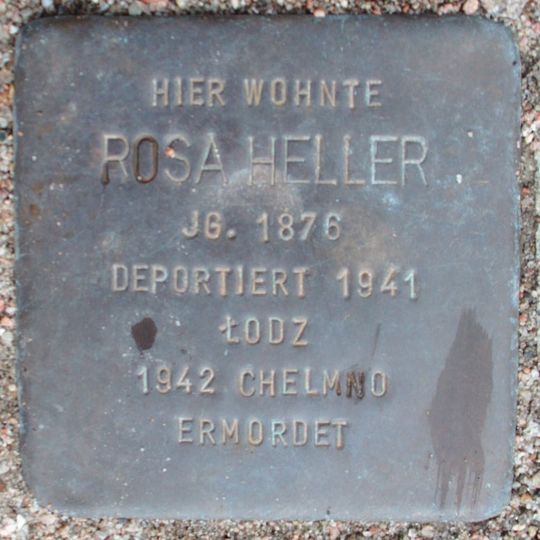 HIER WOHNTE
ROSA HELLER
JG. 1876
DEPORTIERT 1941
ŁODZ
1942 CHELMNO
ERMORDET